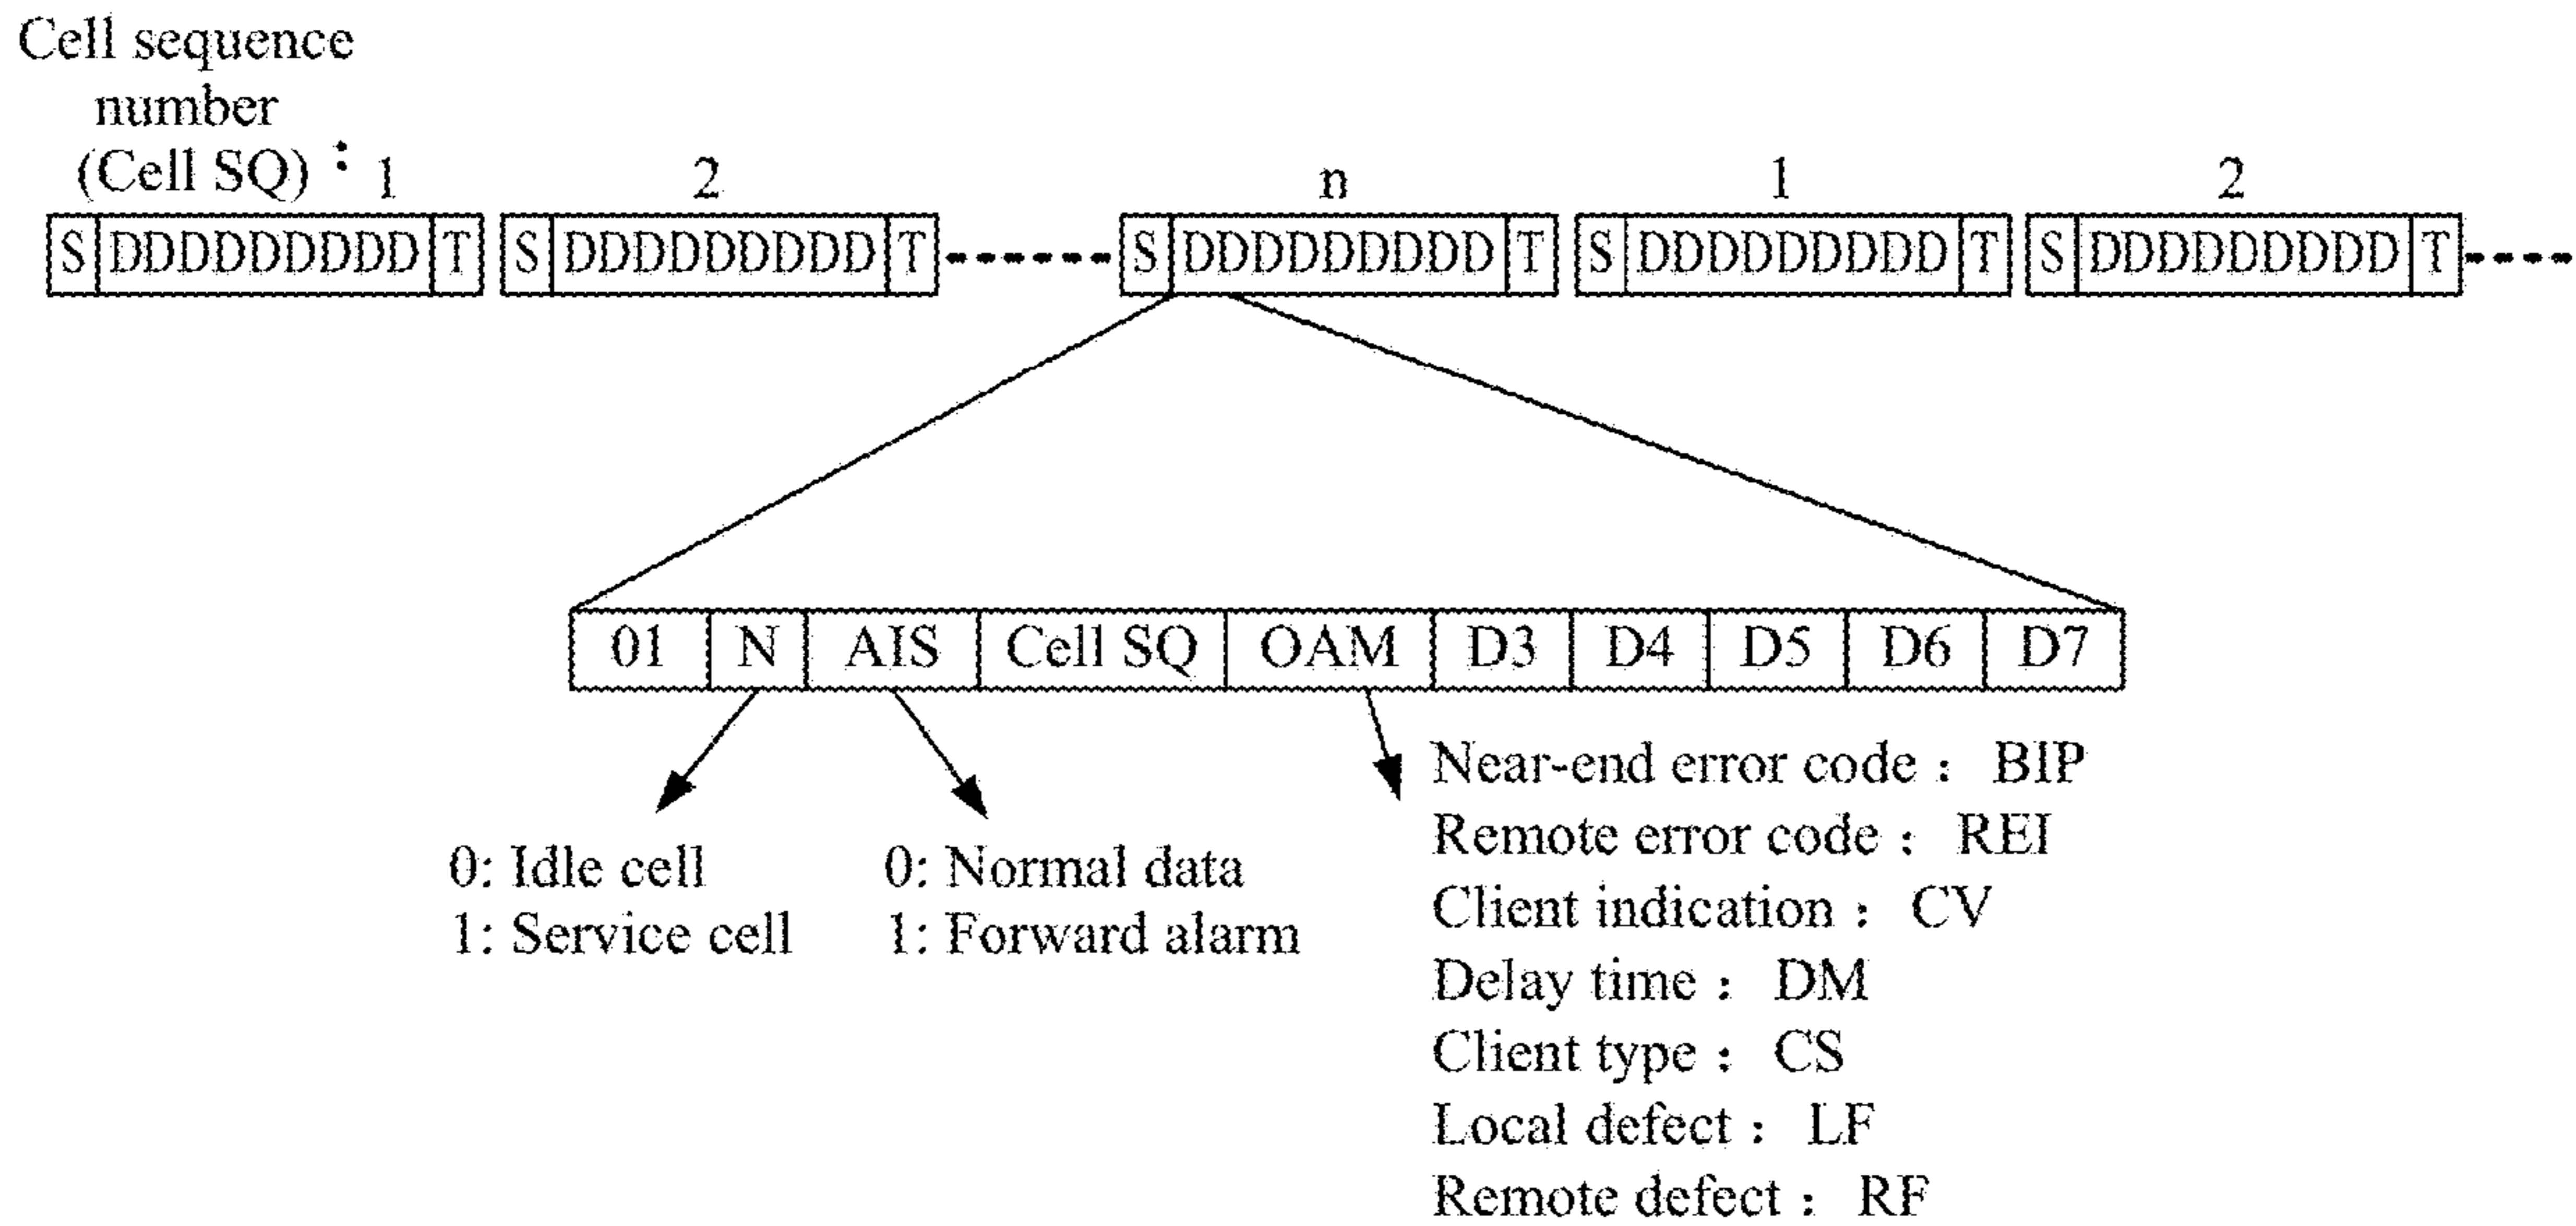 Cell sequence
number
(Cell SQ) : 1 2 n 1 2
S DDDDDDDDD T S DDDDDDDDD T S DDDDDDDDD T S DDDDDDDDD T S DDDDDDDDD T
01 N AIS Cell SQ OAM D3 D4 D5 D6 D7
0: Idle cell
1: Service cell
0: Normal data
1: Forward alarm
Near-end error code : BIP
Remote error code : REI
Client indication : CV
Delay time : DM
Client type : CS
Local defect : LF
Remote defect : RF